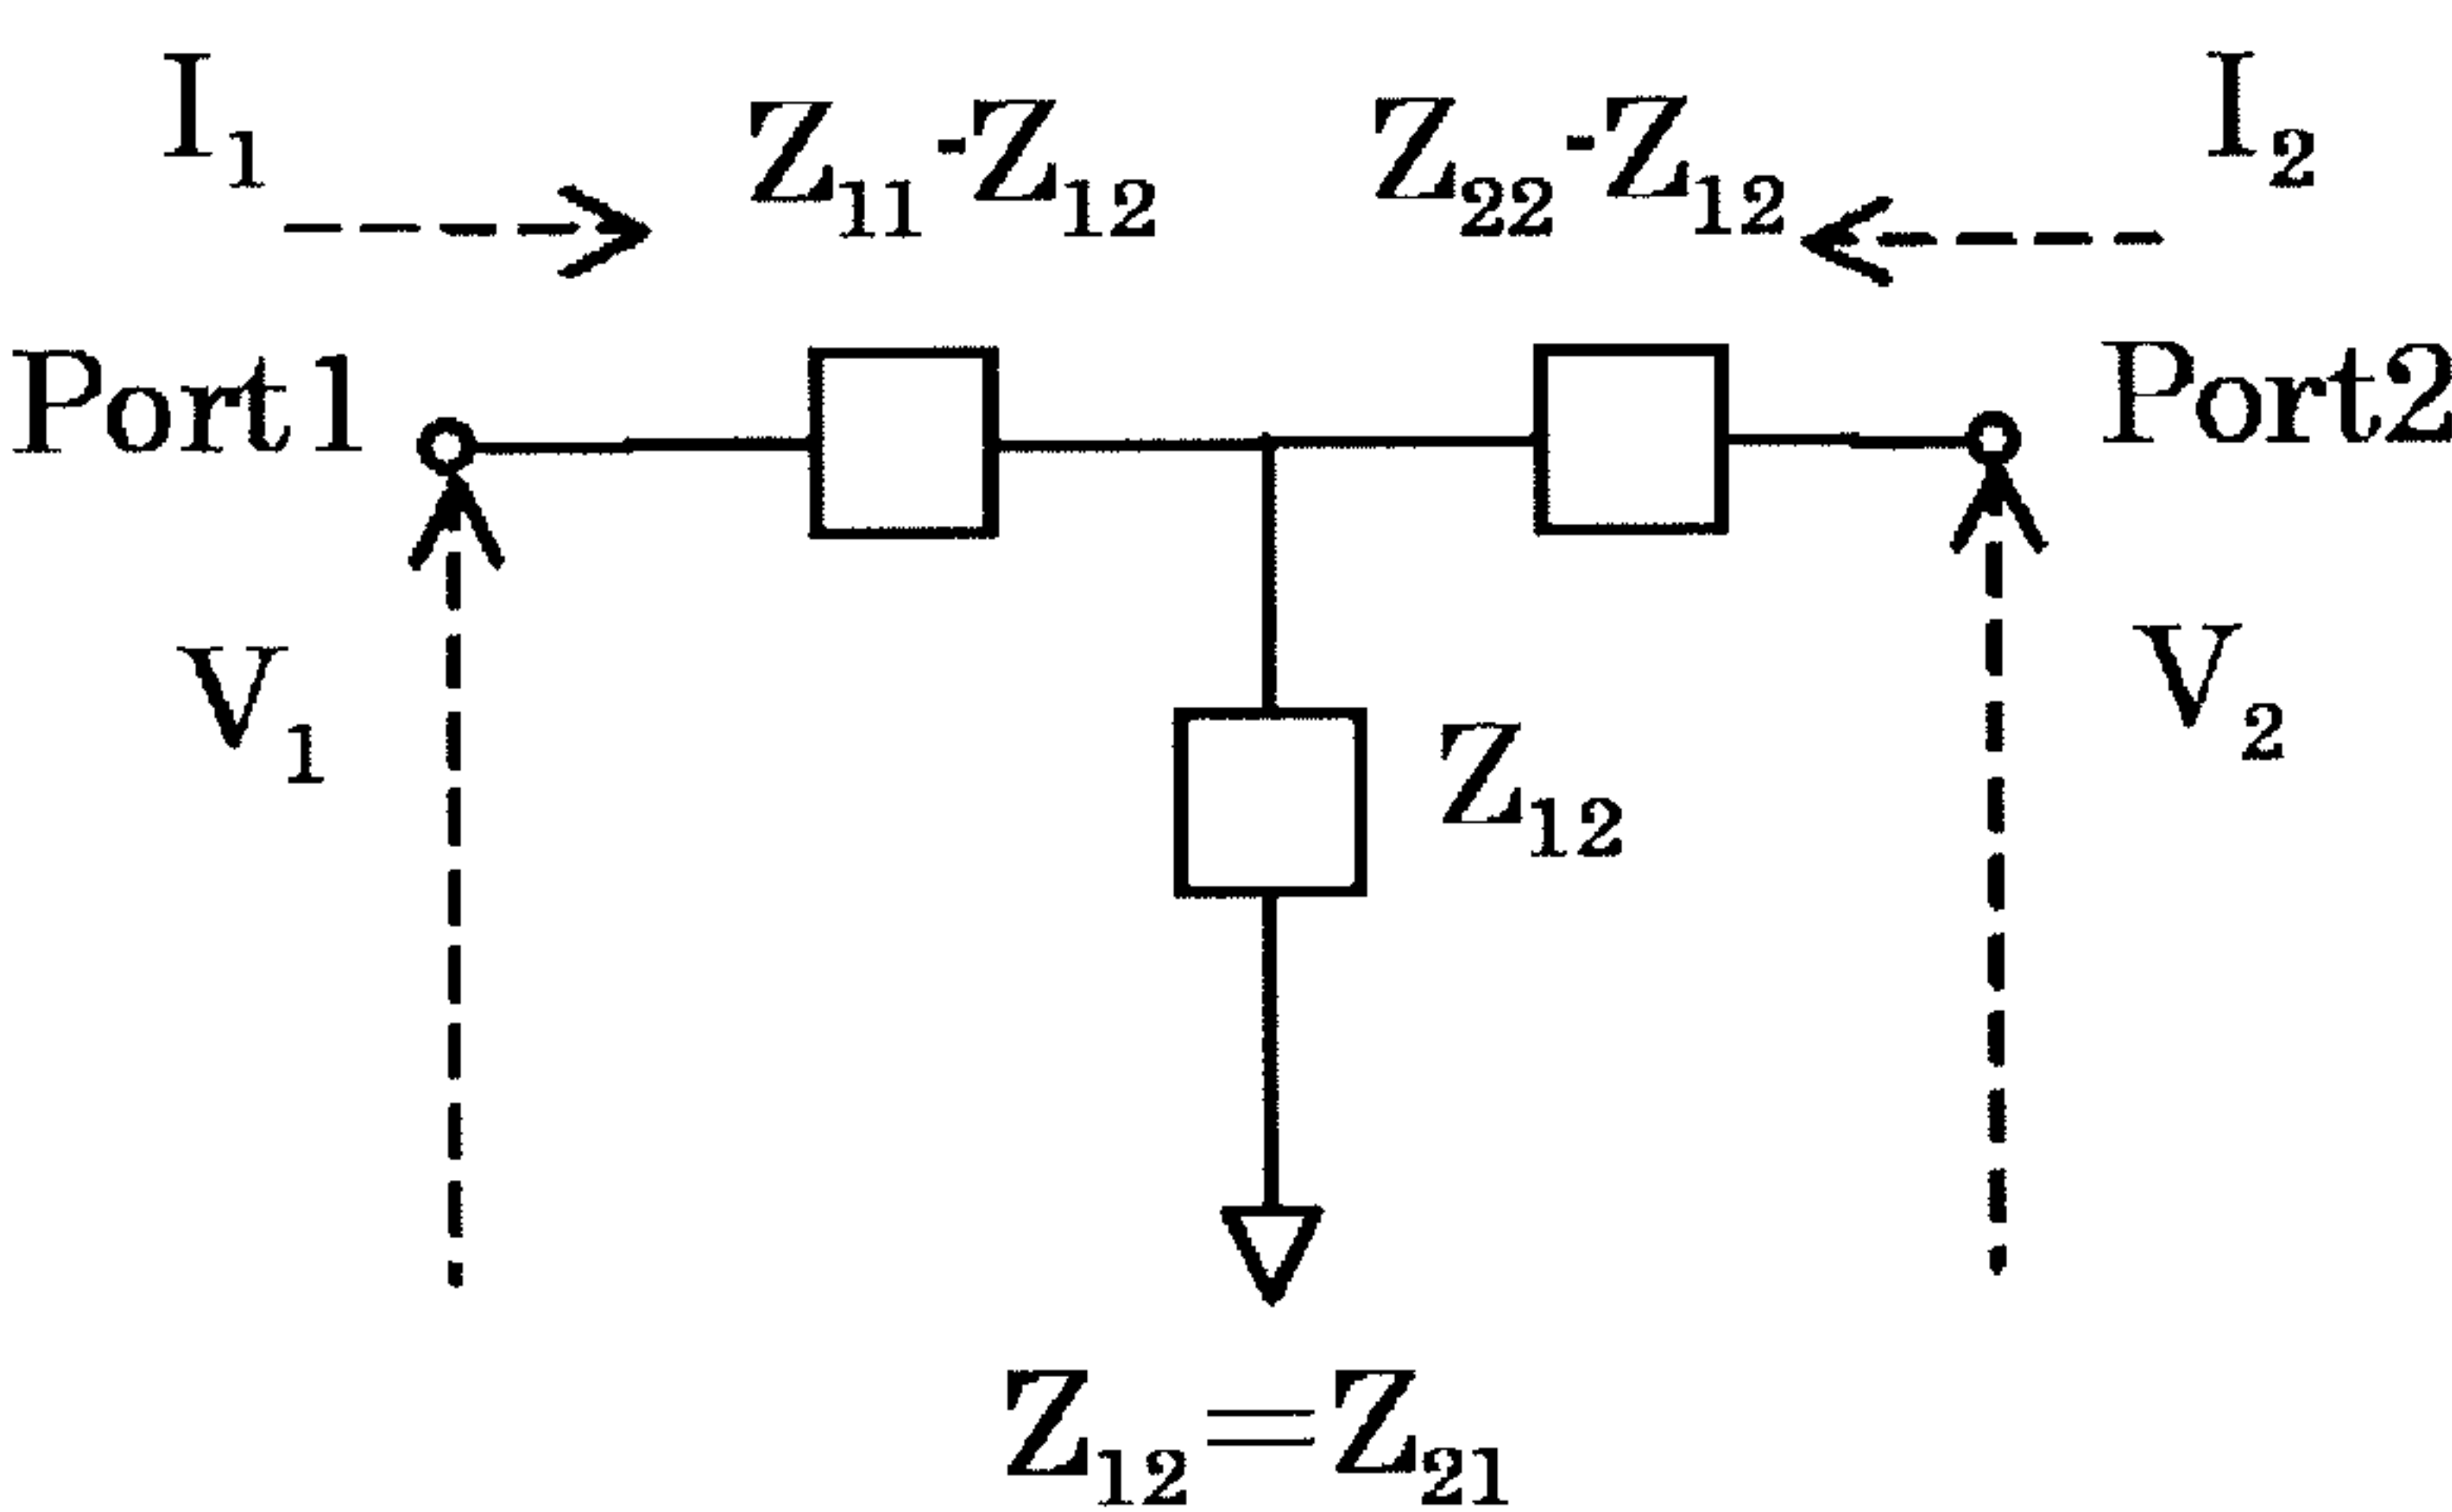 I₁
Z₁₁-Z₁₂
Z₂₂-Z₁₂
I₂
Port1
Port2
V₁
V₂
Z₁₂
Z₁₂=Z₂₁